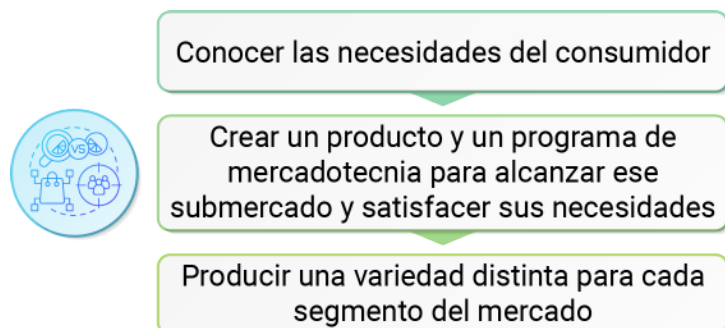 Conocer las necesidades del consumidor
VS
Crear un producto y un programa de
mercadotecnia para alcanzar ese
submercado y satisfacer sus necesidades
Producir una variedad distinta para cada
segmento del mercado